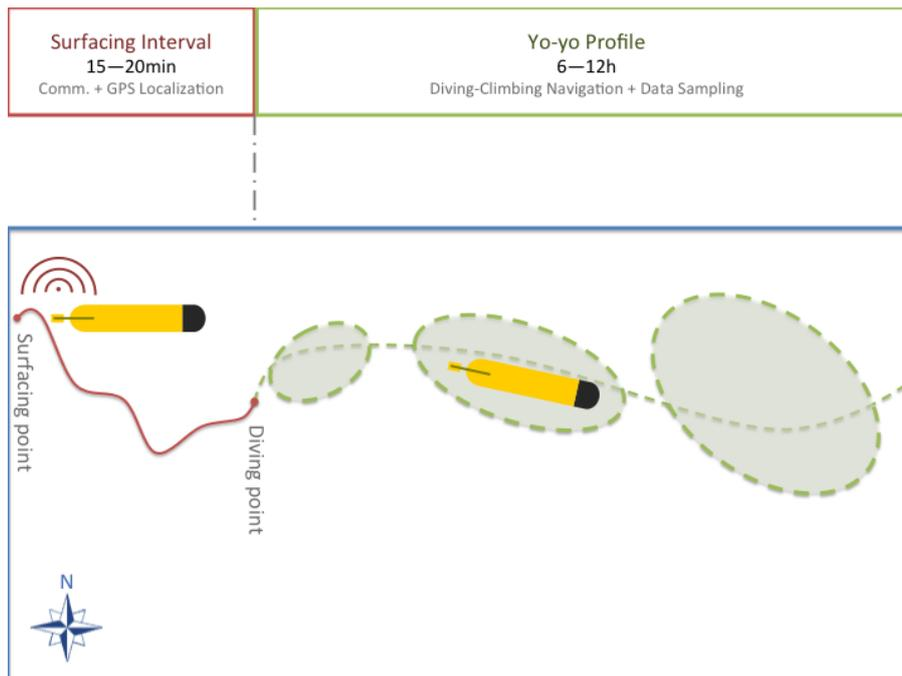 Surfacing Interval
15—20min
Comm. + GPS Localization
Yo-yo Profile
6—12h
Diving-Climbing Navigation + Data Sampling
Surfacing point
Diving point
N